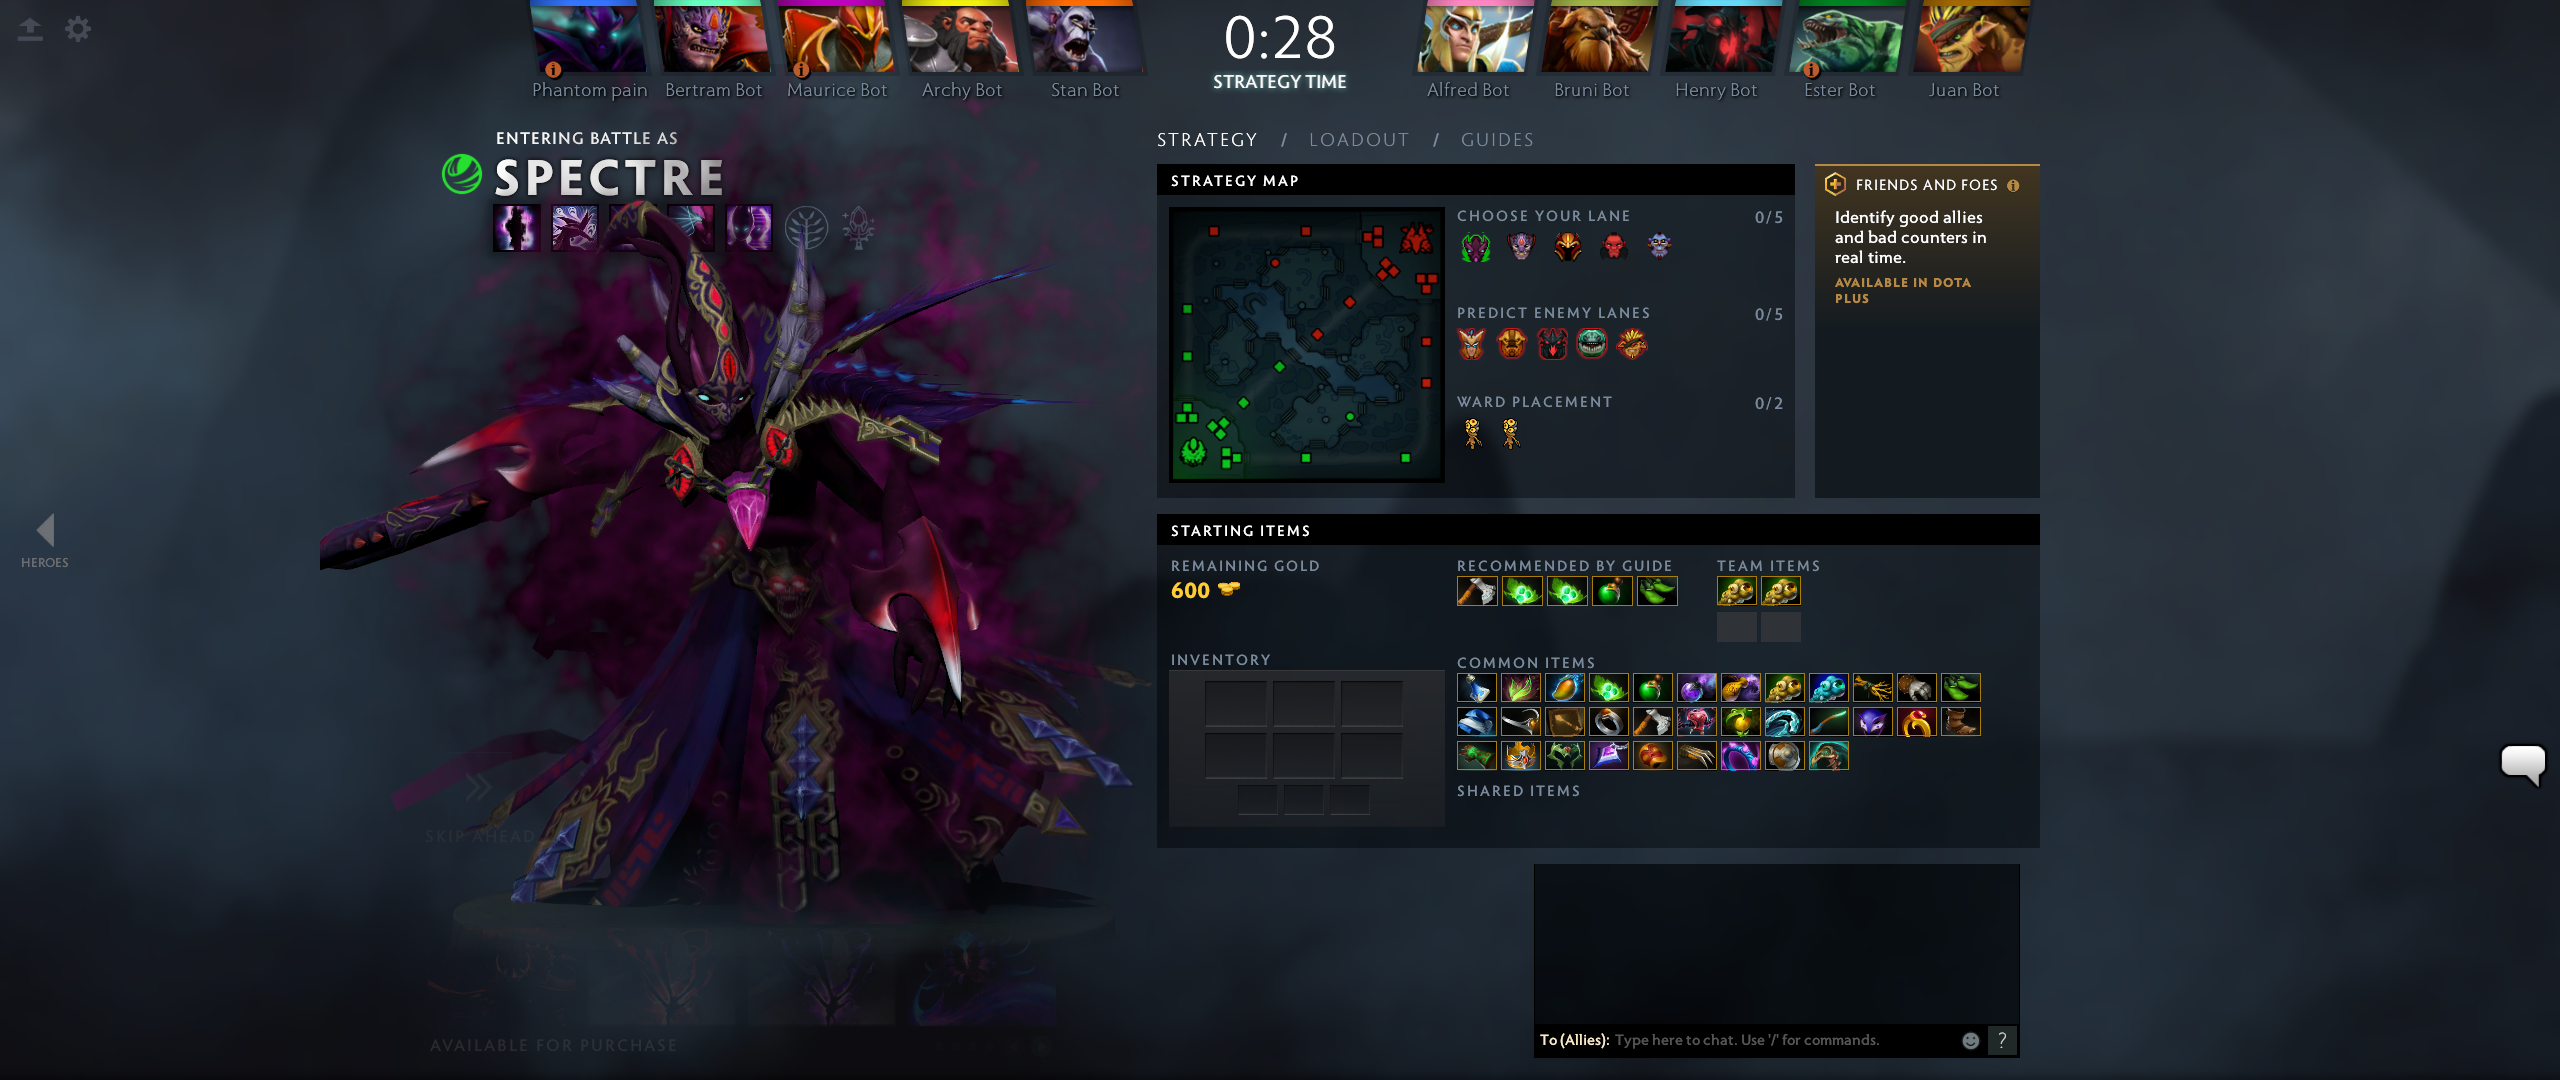 0:28
STRATEGY TIME
Phantom pain
Bertram Bot
Maurice Bot
Archy Bot
Stan Bot
Alfred Bot
Bruni Bot
Henry Bot
Ester Bot
Juan Bot
ENTERING BATTLE AS
SPECTRE
HEROES
SKIP AHEAD
AVAILABLE FOR PURCHASE
STRATEGY / LOADOUT / GUIDES
STRATEGY MAP
CHOOSE YOUR LANE 0/5
PREDICT ENEMY LANES 0/5
WARD PLACEMENT 0/2
FRIENDS AND FOES
Identify good allies
and bad counters in
real time.
AVAILABLE IN DOTA
PLUS
STARTING ITEMS
REMAINING GOLD
600
RECOMMENDED BY GUIDE
TEAM ITEMS
INVENTORY
COMMON ITEMS
SHARED ITEMS
To (Allies): Type here to chat. Use '/' for commands.
?